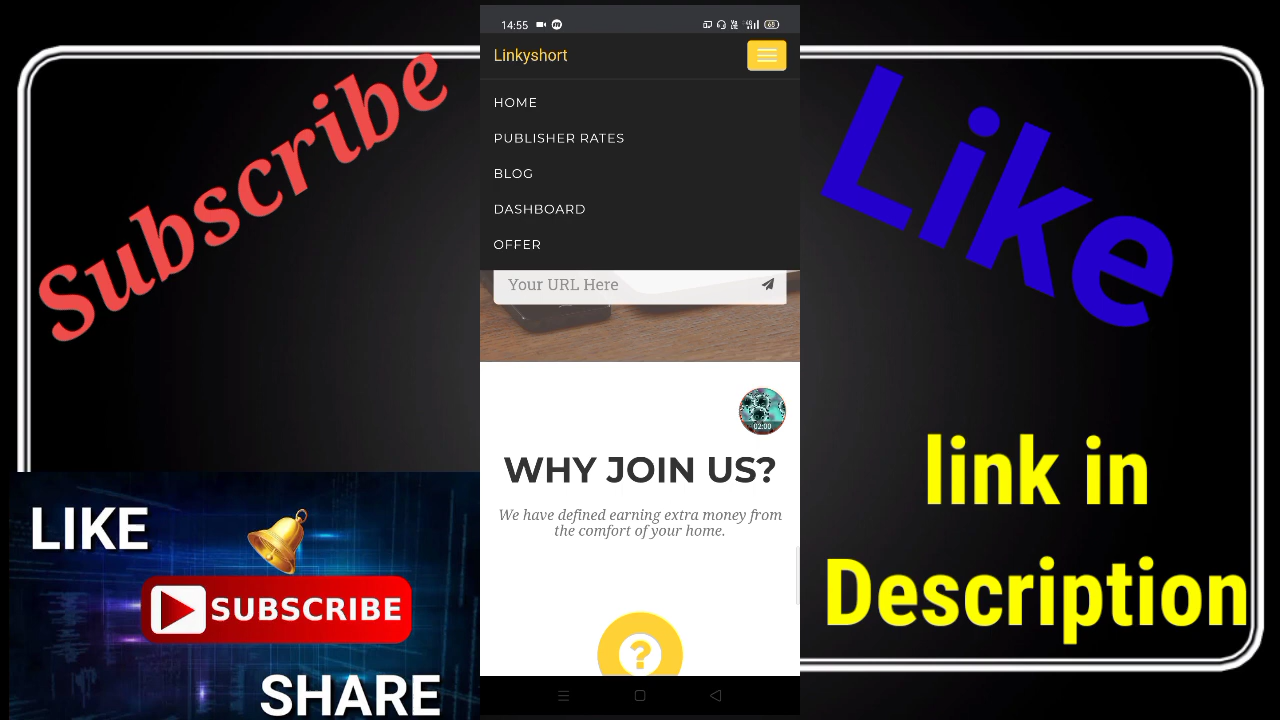 Subscribe
LIKE
SUBSCRIBE
SHARE
14:55
65
Linkyshort
HOME
PUBLISHER RATES
BLOG
DASHBOARD
OFFER
Your URL Here
02:00
WHY JOIN US?
We have defined earning extra money from
the comfort of your home.
?
Like
link in
Description